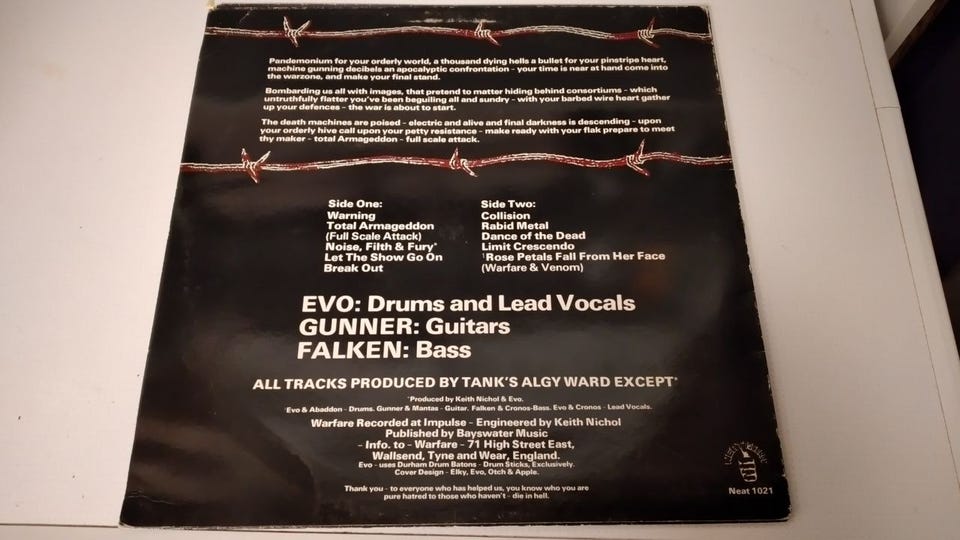 Pandemonium for your orderly world, a thousand dying hells a bullet for your pinstripe heart,
machine gunning decibels an apocalyptic confrontation – your time is near at hand come into
the warzone, and make your final stand.
Bombarding us all with images, that pretend to matter hiding behind consortiums – which
untruthfully flatter you've been beguiling all and sundry – with your barbed wire heart gather
up your defences – the war is about to start.
The death machines are poised – electric and alive and final darkness is descending – upon
your orderly hive call upon your petty resistance – make ready with your flak prepare to meet
thy maker – total Armageddon – full scale attack.
Side One:
Warning
Total Armageddon
(Full Scale Attack)
Noise, Filth & Fury*
Let The Show Go On
Break Out
Side Two:
Collision
Rabid Metal
Dance of the Dead
Limit Crescendo
†Rose Petals Fall From Her Face
(Warfare & Venom)
EVO: Drums and Lead Vocals
GUNNER: Guitars
FALKEN: Bass
ALL TRACKS PRODUCED BY TANK'S ALGY WARD EXCEPT*
*Produced by Keith Nichol & Evo.
†Evo & Abaddon – Drums. Gunner & Mantas – Guitar. Falken & Cronos-Bass. Evo & Cronos – Lead Vocals.
Warfare Recorded at Impulse – Engineered by Keith Nichol
Published by Bayswater Music
– Info. to – Warfare – 71 High Street East,
Wallsend, Tyne and Wear, England.
Evo – uses Durham Drum Batons – Drum Sticks, Exclusively.
Cover Design – Elky, Evo, Otch & Apple.
Thank you – to everyone who has helped us, you know who you are
pure hatred to those who haven't – die in hell.
Neat 1021